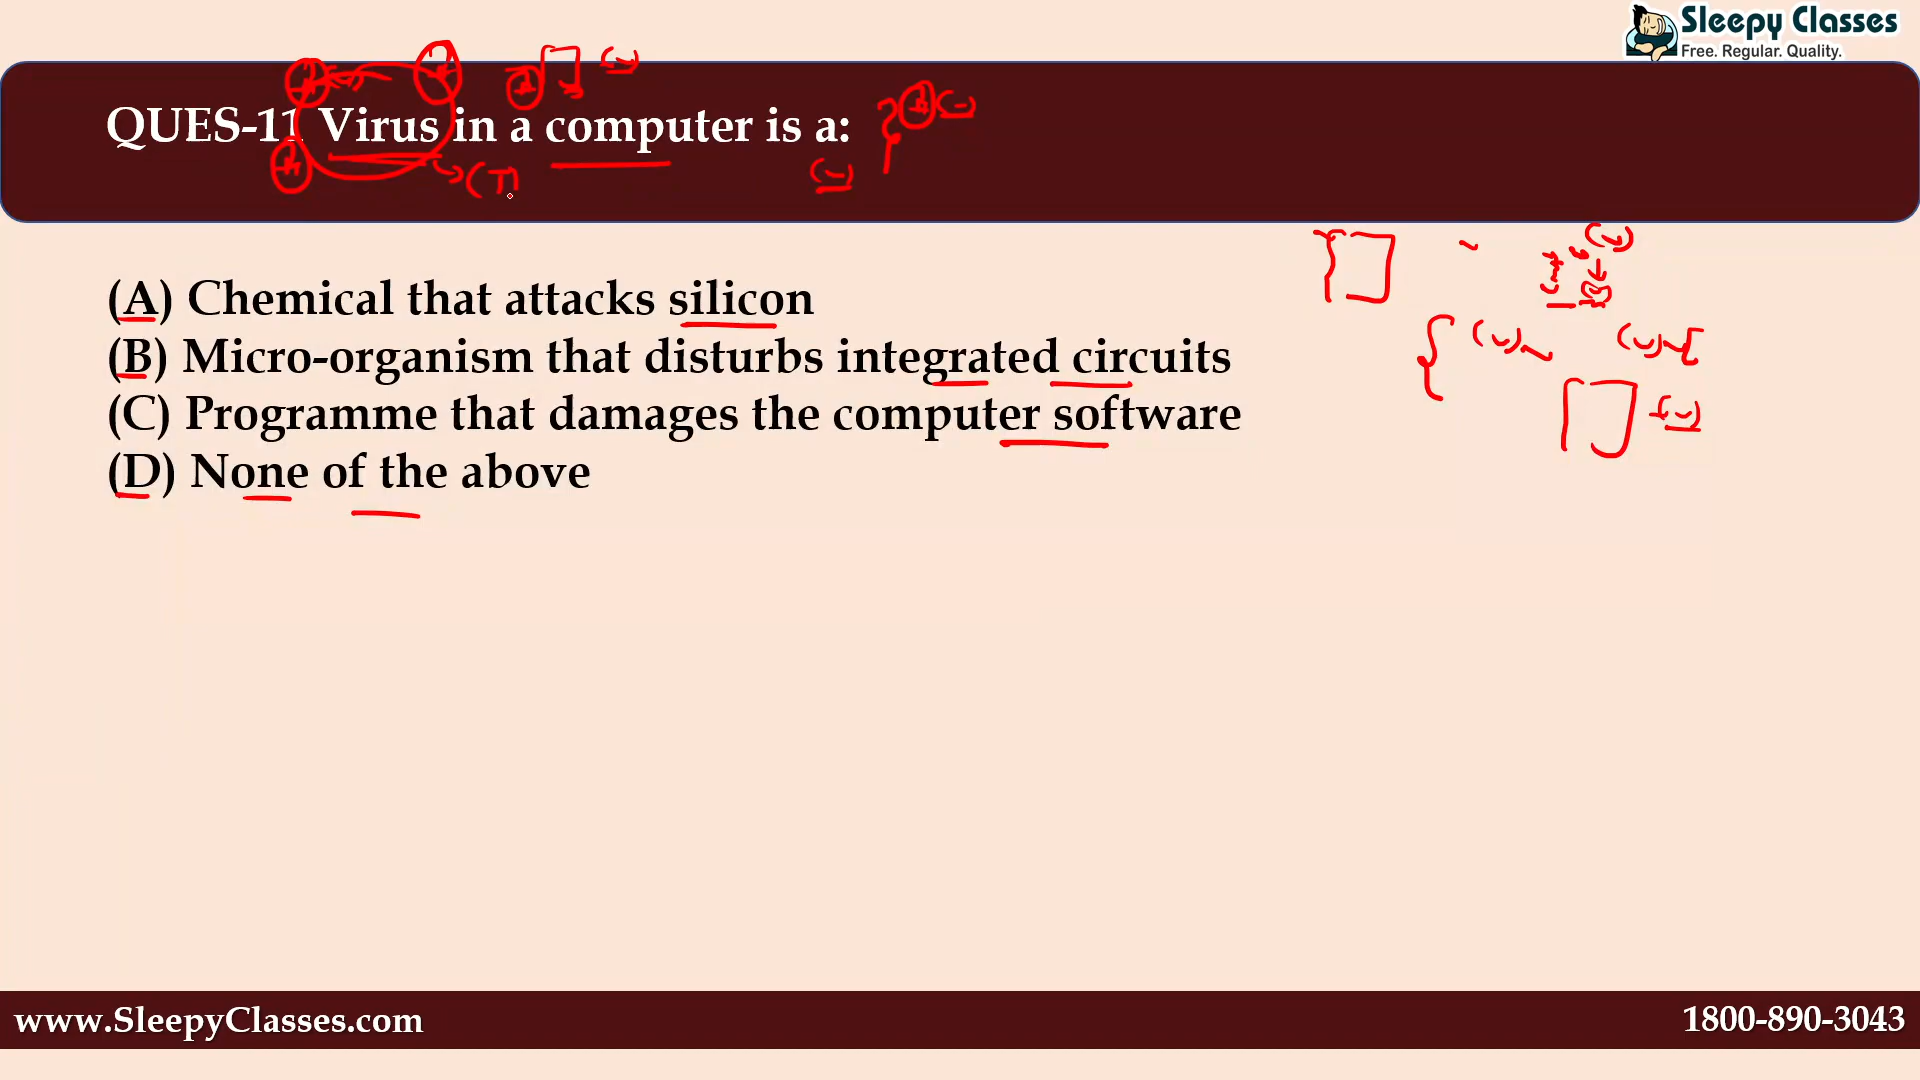 Sleepy Classes
Free. Regular. Quality.
QUES-11 Virus in a computer is a:
(A) Chemical that attacks silicon
(B) Micro-organism that disturbs integrated circuits
(C) Programme that damages the computer software
(D) None of the above
www.SleepyClasses.com
1800-890-3043